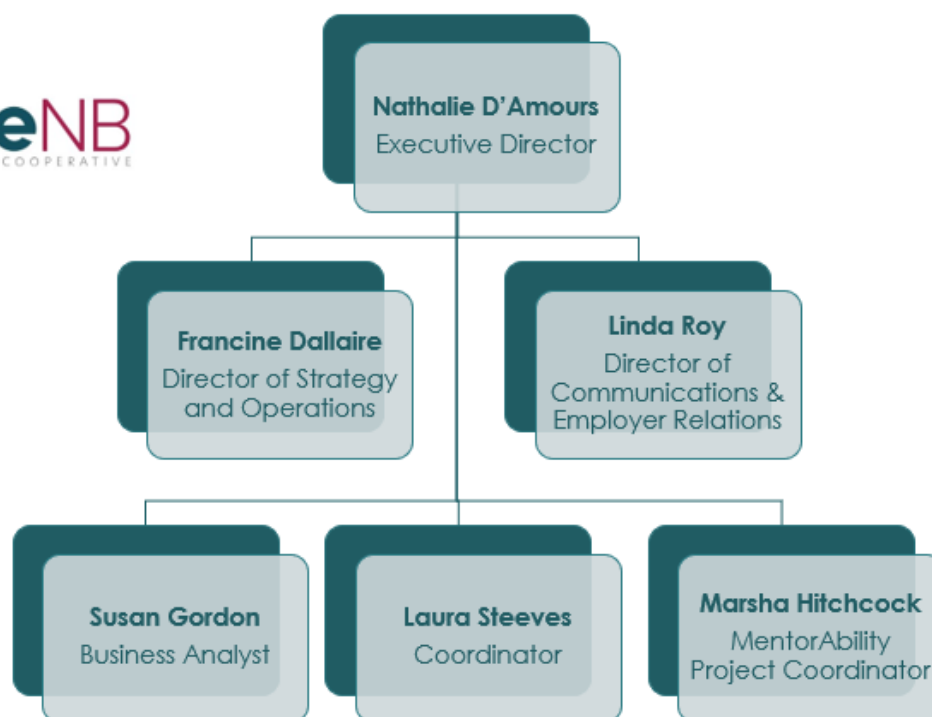 eNB
COOPERATIVE
Nathalie D’Amours
Executive Director
Francine Dallaire
Director of Strategy
and Operations
Linda Roy
Director of
Communications &
Employer Relations
Susan Gordon
Business Analyst
Laura Steeves
Coordinator
Marsha Hitchcock
MentorAbility
Project Coordinator